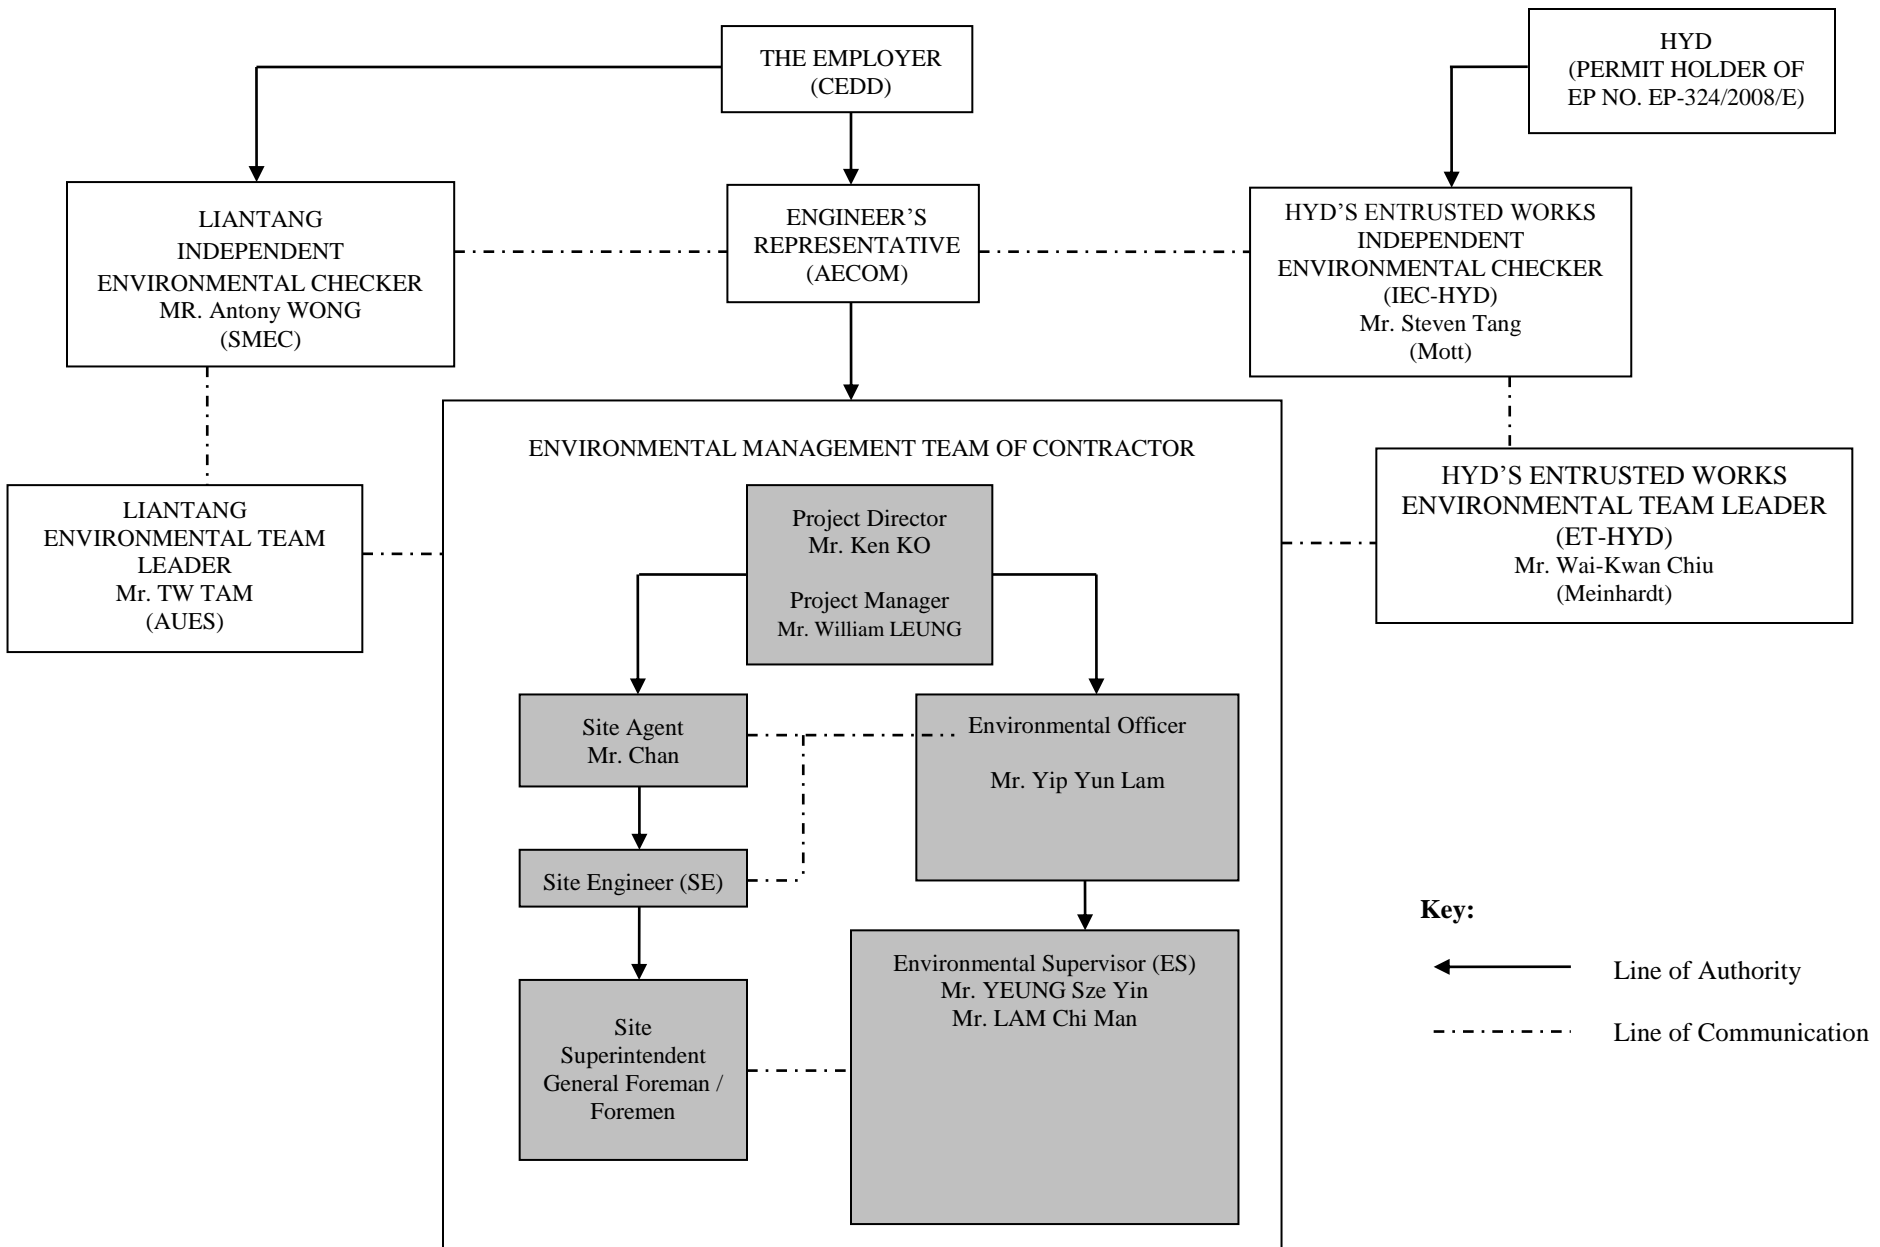 THE EMPLOYER
(CEDD)
HYD
(PERMIT HOLDER OF
EP NO. EP-324/2008/E)
LIANTANG
INDEPENDENT
ENVIRONMENTAL CHECKER
MR. Antony WONG
(SMEC)
ENGINEER’S
REPRESENTATIVE
(AECOM)
HYD’S ENTRUSTED WORKS
INDEPENDENT
ENVIRONMENTAL CHECKER
(IEC-HYD)
Mr. Steven Tang
(Mott)
LIANTANG
ENVIRONMENTAL TEAM
LEADER
Mr. TW TAM
(AUES)
ENVIRONMENTAL MANAGEMENT TEAM OF CONTRACTOR
HYD’S ENTRUSTED WORKS
ENVIRONMENTAL TEAM LEADER
(ET-HYD)
Mr. Wai-Kwan Chiu
(Meinhardt)
Project Director
Mr. Ken KO
Project Manager
Mr. William LEUNG
Site Agent
Mr. Chan
Environmental Officer
Mr. Yip Yun Lam
Site Engineer (SE)
Environmental Supervisor (ES)
Mr. YEUNG Sze Yin
Mr. LAM Chi Man
Site
Superintendent
General Foreman /
Foremen
Key:
Line of Authority
Line of Communication